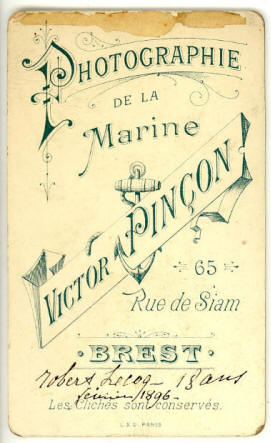 PHOTOGRAPHIE
DE LA
Marine
VICTOR PINÇON
65
Rue de Siam
BREST
Robert Lecoq 18 ans
février/1896
Les Clichés sont conservés.
L & D. PARIS